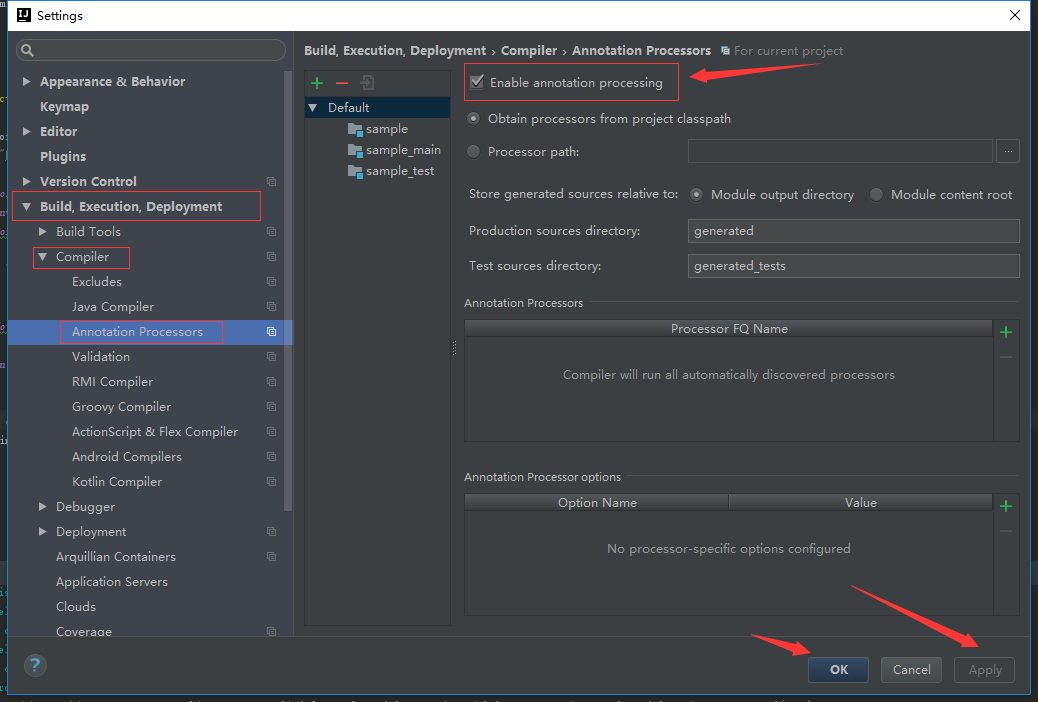 Settings
Build, Execution, Deployment › Compiler › Annotation Processors For current project
Appearance & Behavior
Keymap
Editor
Plugins
Version Control
Build, Execution, Deployment
Build Tools
Compiler
Excludes
Java Compiler
Annotation Processors
Validation
RMI Compiler
Groovy Compiler
ActionScript & Flex Compiler
Android Compilers
Kotlin Compiler
Debugger
Deployment
Arquillian Containers
Application Servers
Clouds
Coverage
Default
sample
sample_main
sample_test
Enable annotation processing
Obtain processors from project classpath
Processor path:
...
Store generated sources relative to: Module output directory Module content root
Production sources directory: generated
Test sources directory: generated_tests
Annotation Processors
Processor FQ Name
Compiler will run all automatically discovered processors
Annotation Processor options
Option Name Value
No processor-specific options configured
?
OK Cancel Apply